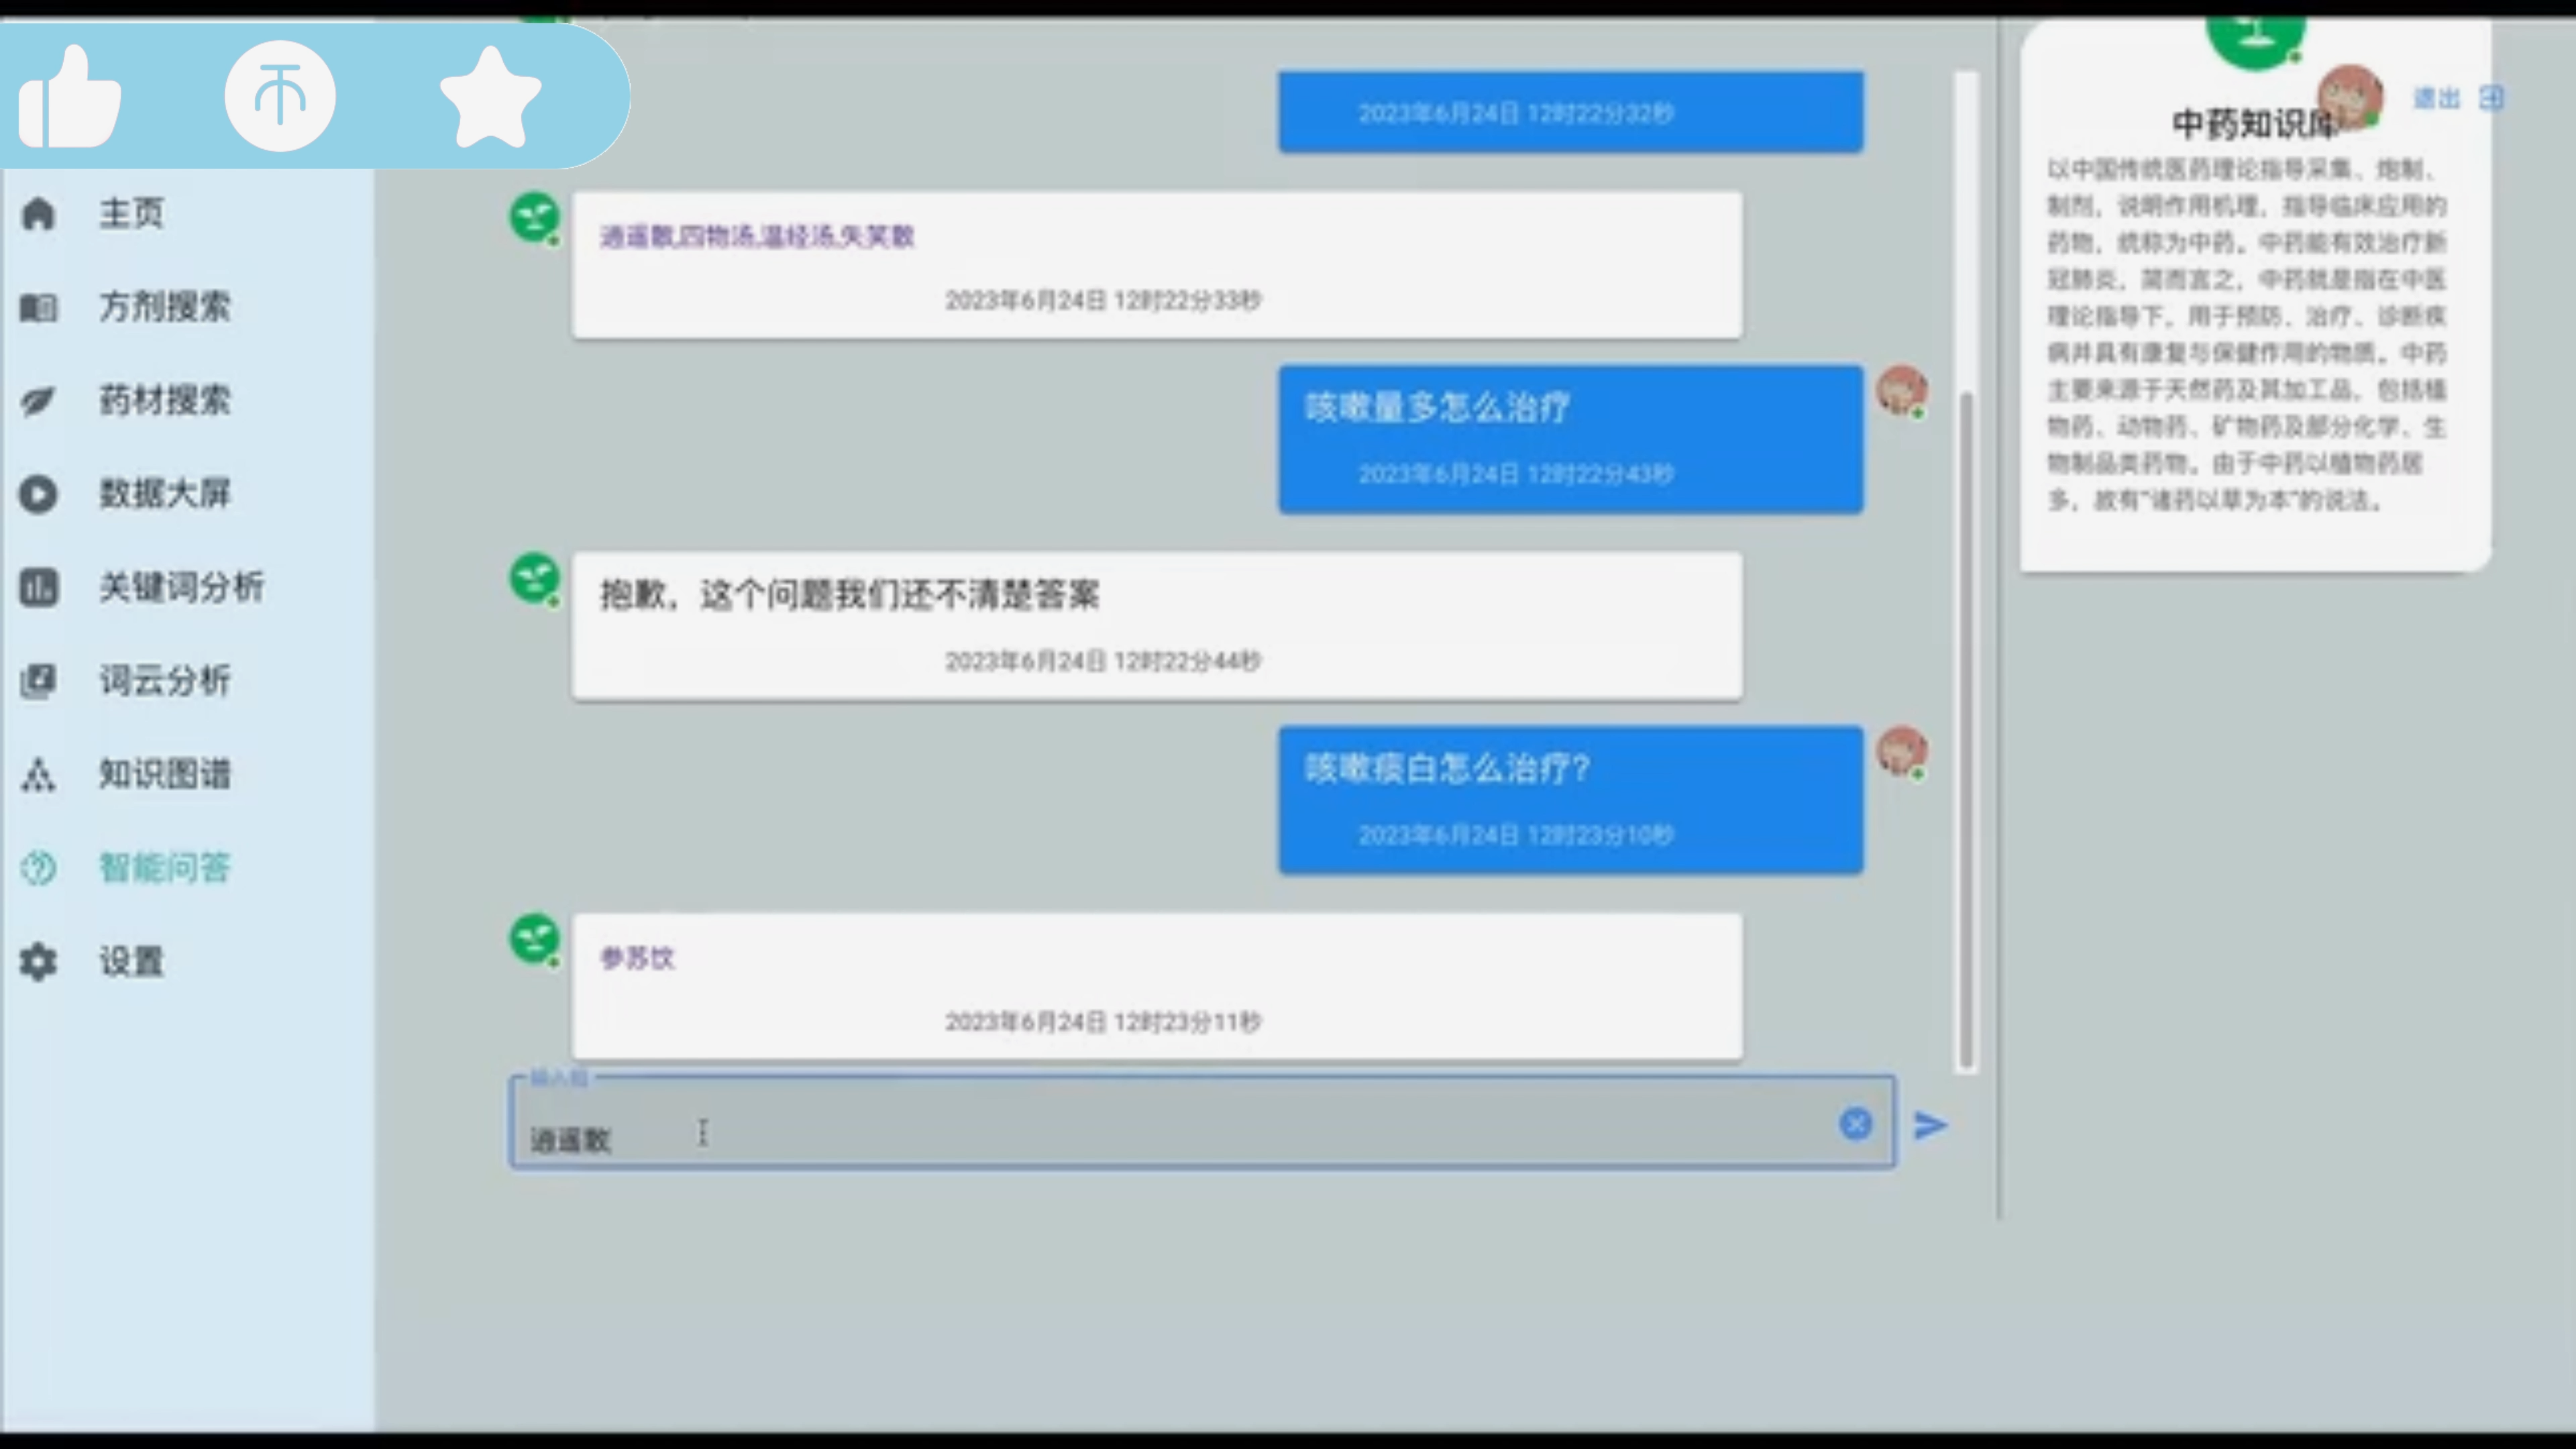 主页
方剂搜索
药材搜索
数据大屏
关键词分析
词云分析
知识图谱
智能问答
设置
2023年6月24日 12时22分32秒
逍遥散,四物汤,温经汤,失笑散
2023年6月24日 12时22分33秒
咳嗽量多怎么治疗
2023年6月24日 12时22分43秒
抱歉，这个问题我们还不清楚答案
2023年6月24日 12时22分44秒
咳嗽痰白怎么治疗?
2023年6月24日 12时23分10秒
参苏饮
2023年6月24日 12时23分11秒
逍遥散
退出
中药知识库
以中国传统医药理论指导采集、炮制、
制剂，说明作用机理，指导临床应用的
药物，统称为中药。中药能有效治疗新
冠肺炎，简而言之，中药就是指在中医
理论指导下，用于预防、治疗、诊断疾
病并具有康复与保健作用的物质。中药
主要来源于天然药及其加工品，包括植
物药、动物药、矿物药及部分化学、生
物制品类药物。由于中药以植物药居
多，故有“诸药以草为本”的说法。